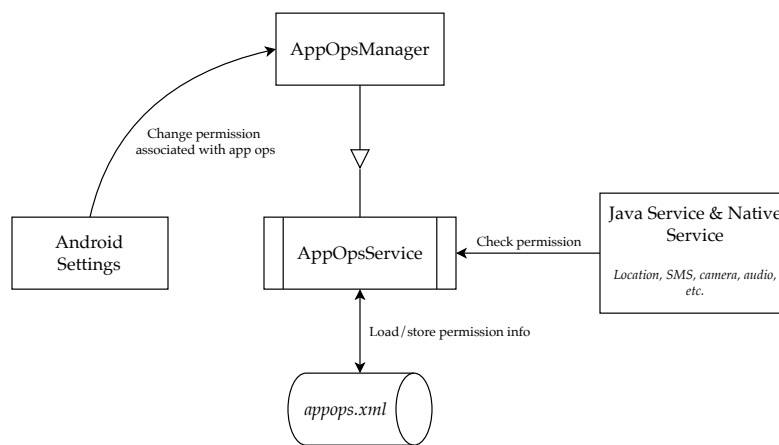 AppOpsManager
Change permission
associated with app ops
Android
Settings
AppOpsService
Check permission
Java Service & Native
Service
Location, SMS, camera, audio,
etc.
Load/store permission info
appops.xml